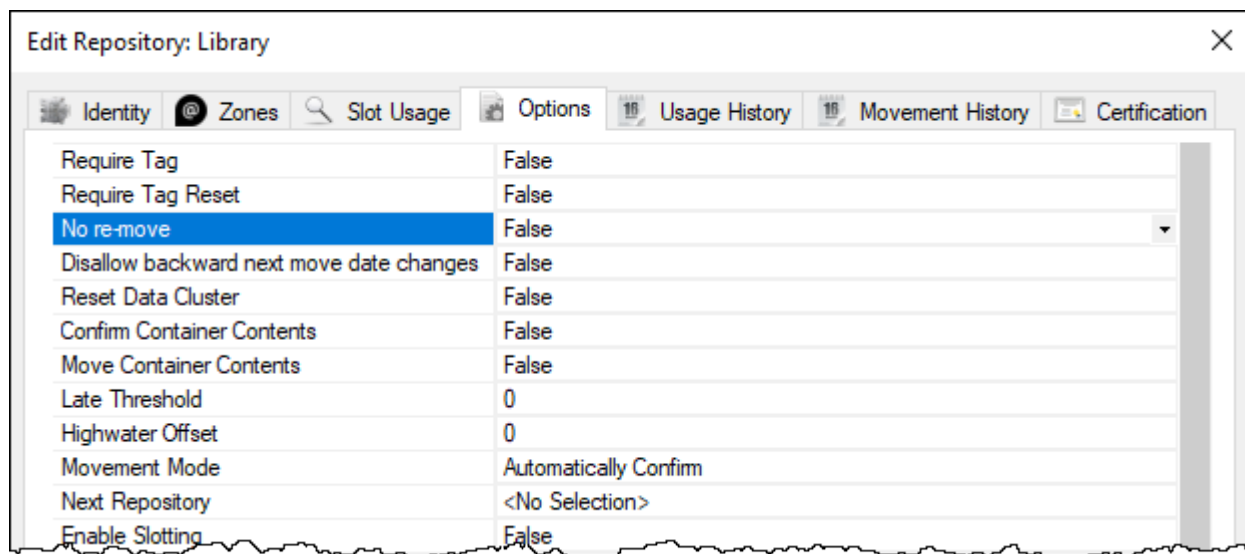 Edit Repository: Library
Identity @ Zones Slot Usage Options 16 Usage History 16 Movement History Certification
Require Tag False
Require Tag Reset False
No re-move False
Disallow backward next move date changes False
Reset Data Cluster False
Confirm Container Contents False
Move Container Contents False
Late Threshold 0
Highwater Offset 0
Movement Mode Automatically Confirm
Next Repository <No Selection>
Enable Slotting False